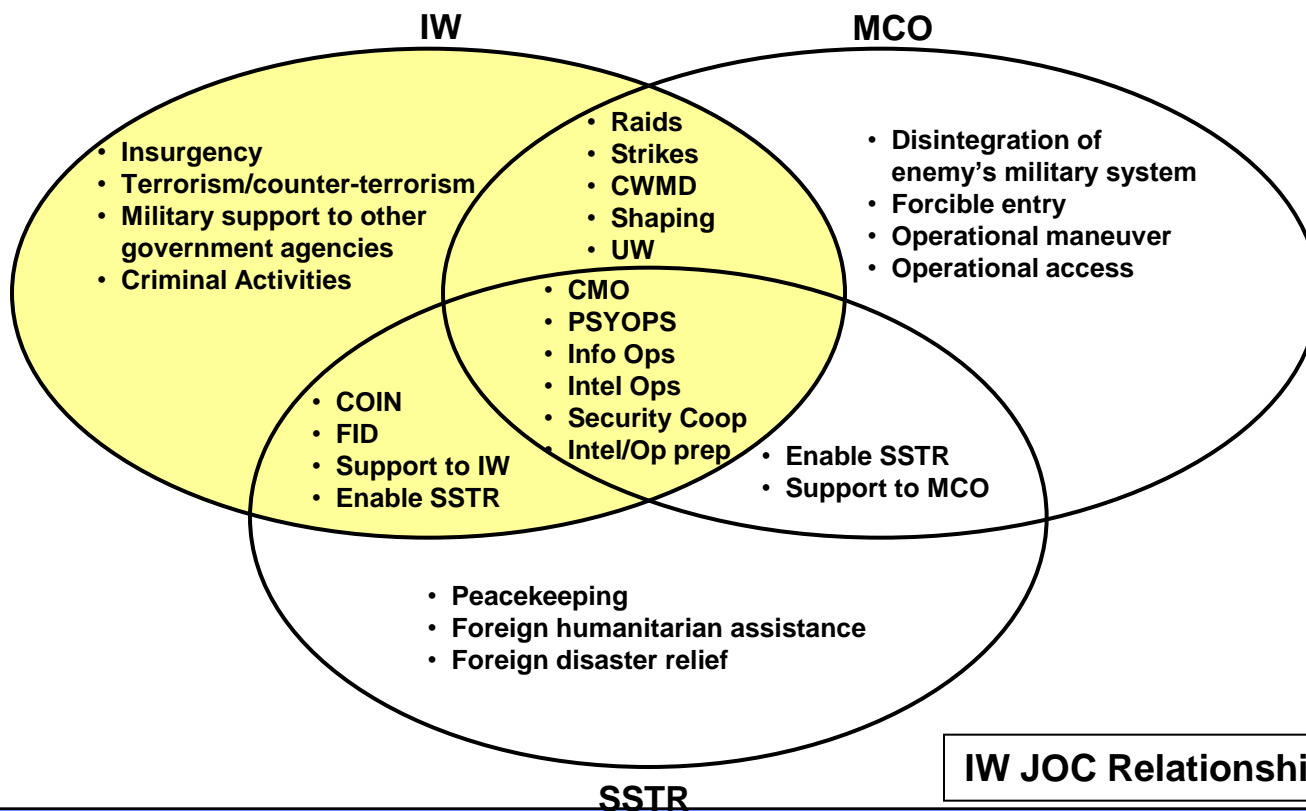 IW
MCO
• Insurgency
• Terrorism/counter-terrorism
• Military support to other
government agencies
• Criminal Activities
• Raids
• Strikes
• CWMD
• Shaping
• UW
• Disintegration of
enemy's military system
• Forcible entry
• Operational maneuver
• Operational access
• CMO
• PSYOPS
• Info Ops
• Intel Ops
• Security Coop
• Intel/Op prep
• COIN
• FID
• Support to IW
• Enable SSTR
• Enable SSTR
• Support to MCO
• Peacekeeping
• Foreign humanitarian assistance
• Foreign disaster relief
IW JOC Relationshi
SSTR